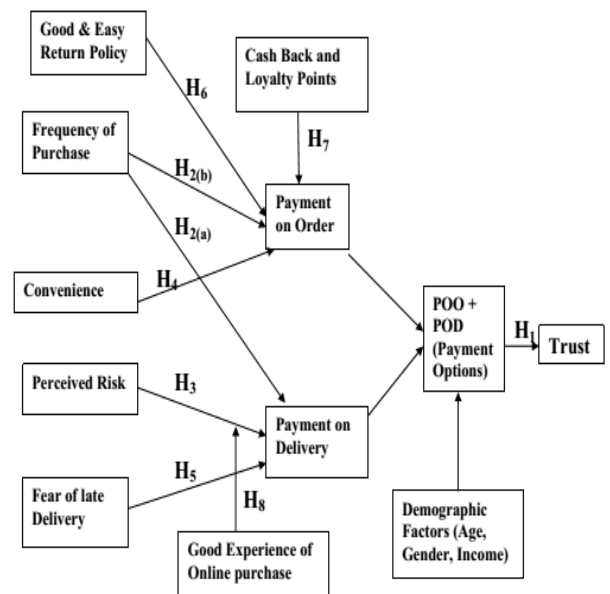 Good & Easy
Return Policy
Cash Back and
Loyalty Points
H6
Frequency of
Purchase
H7
H2(b)
Payment
on Order
H2(a)
Convenience
H4
POO +
POD
(Payment
Options)
H1
Trust
Perceived Risk
H3
Payment on
Delivery
Fear of late
Delivery
H5
H8
Good Experience of
Online purchase
Demographic
Factors (Age,
Gender, Income)